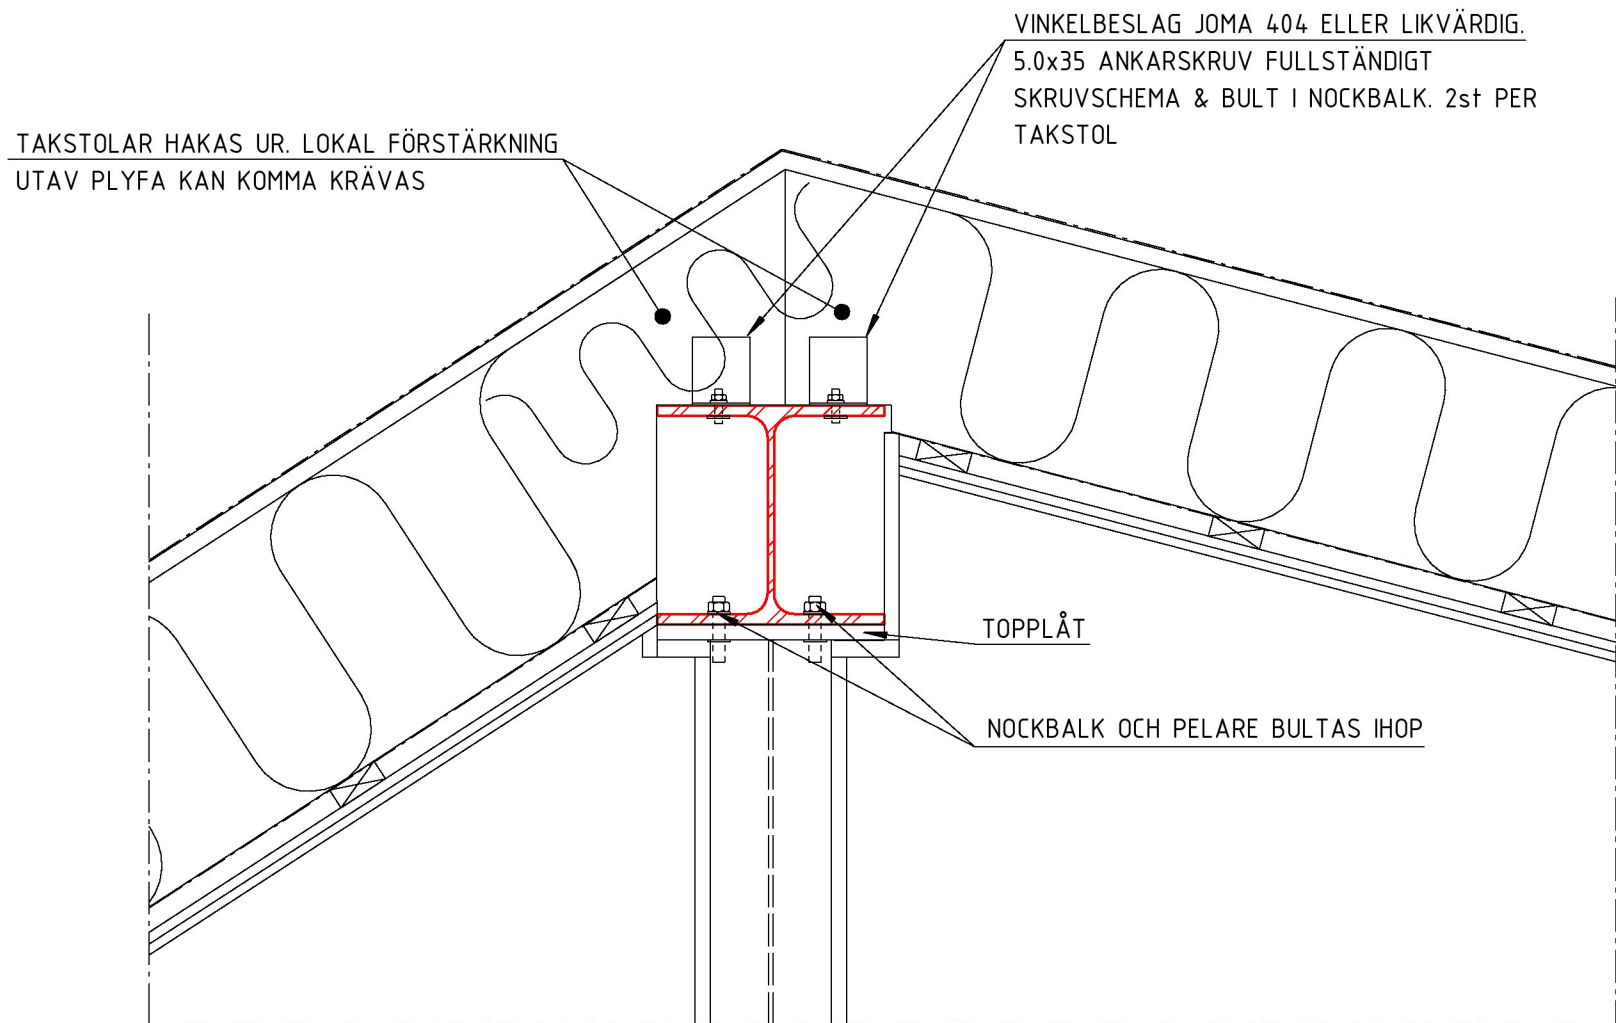 VINKELBESLAG JOMA 404 ELLER LIKVÄRDIG.
5.0x35 ANKARSKRUV FULLSTÄNDIGT
SKRUVSCHEMA & BULT I NOCKBALK. 2st PER
TAKSTOL
TAKSTOLAR HAKAS UR. LOKAL FÖRSTÄRKNING
UTAV PLYFA KAN KOMMA KRÄVAS
TOPPLÅT
NOCKBALK OCH PELARE BULTAS IHOP